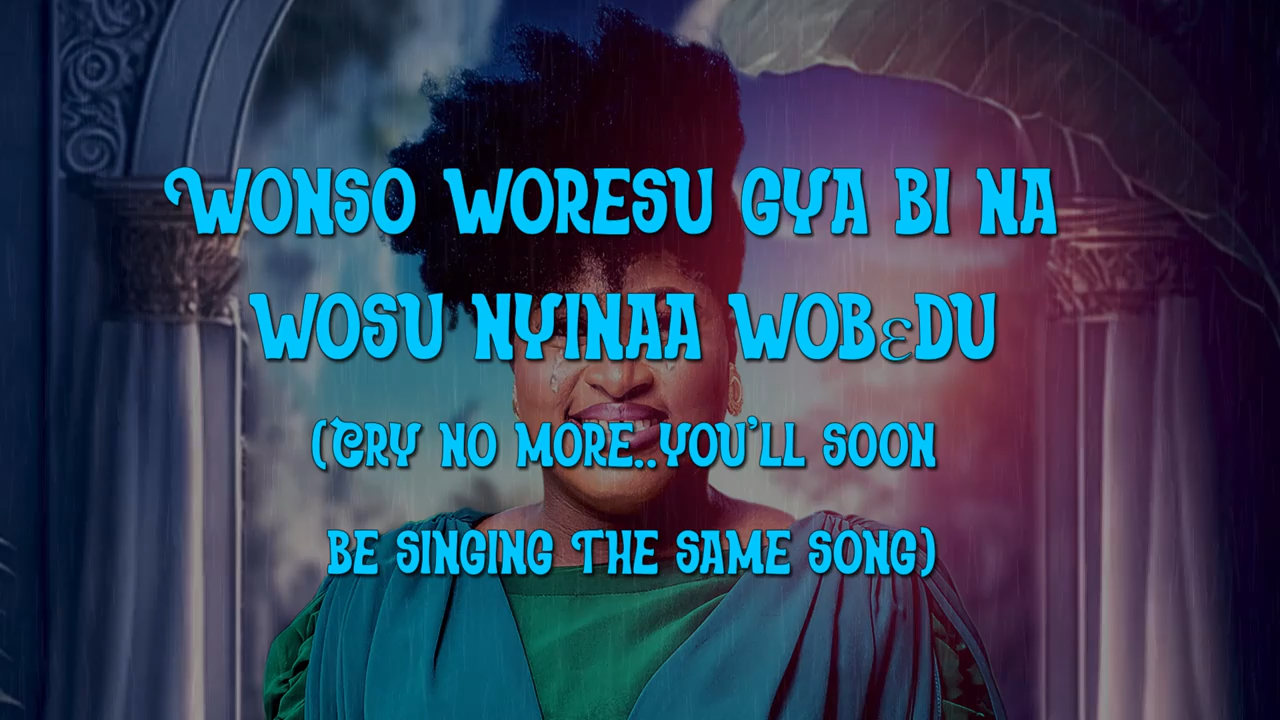 WONSO WORESU GYA BI NA
WOSU NYINAA WOBɛDU
(CRY NO MORE..YOU'LL SOON
BE SINGING THE SAME SONG)